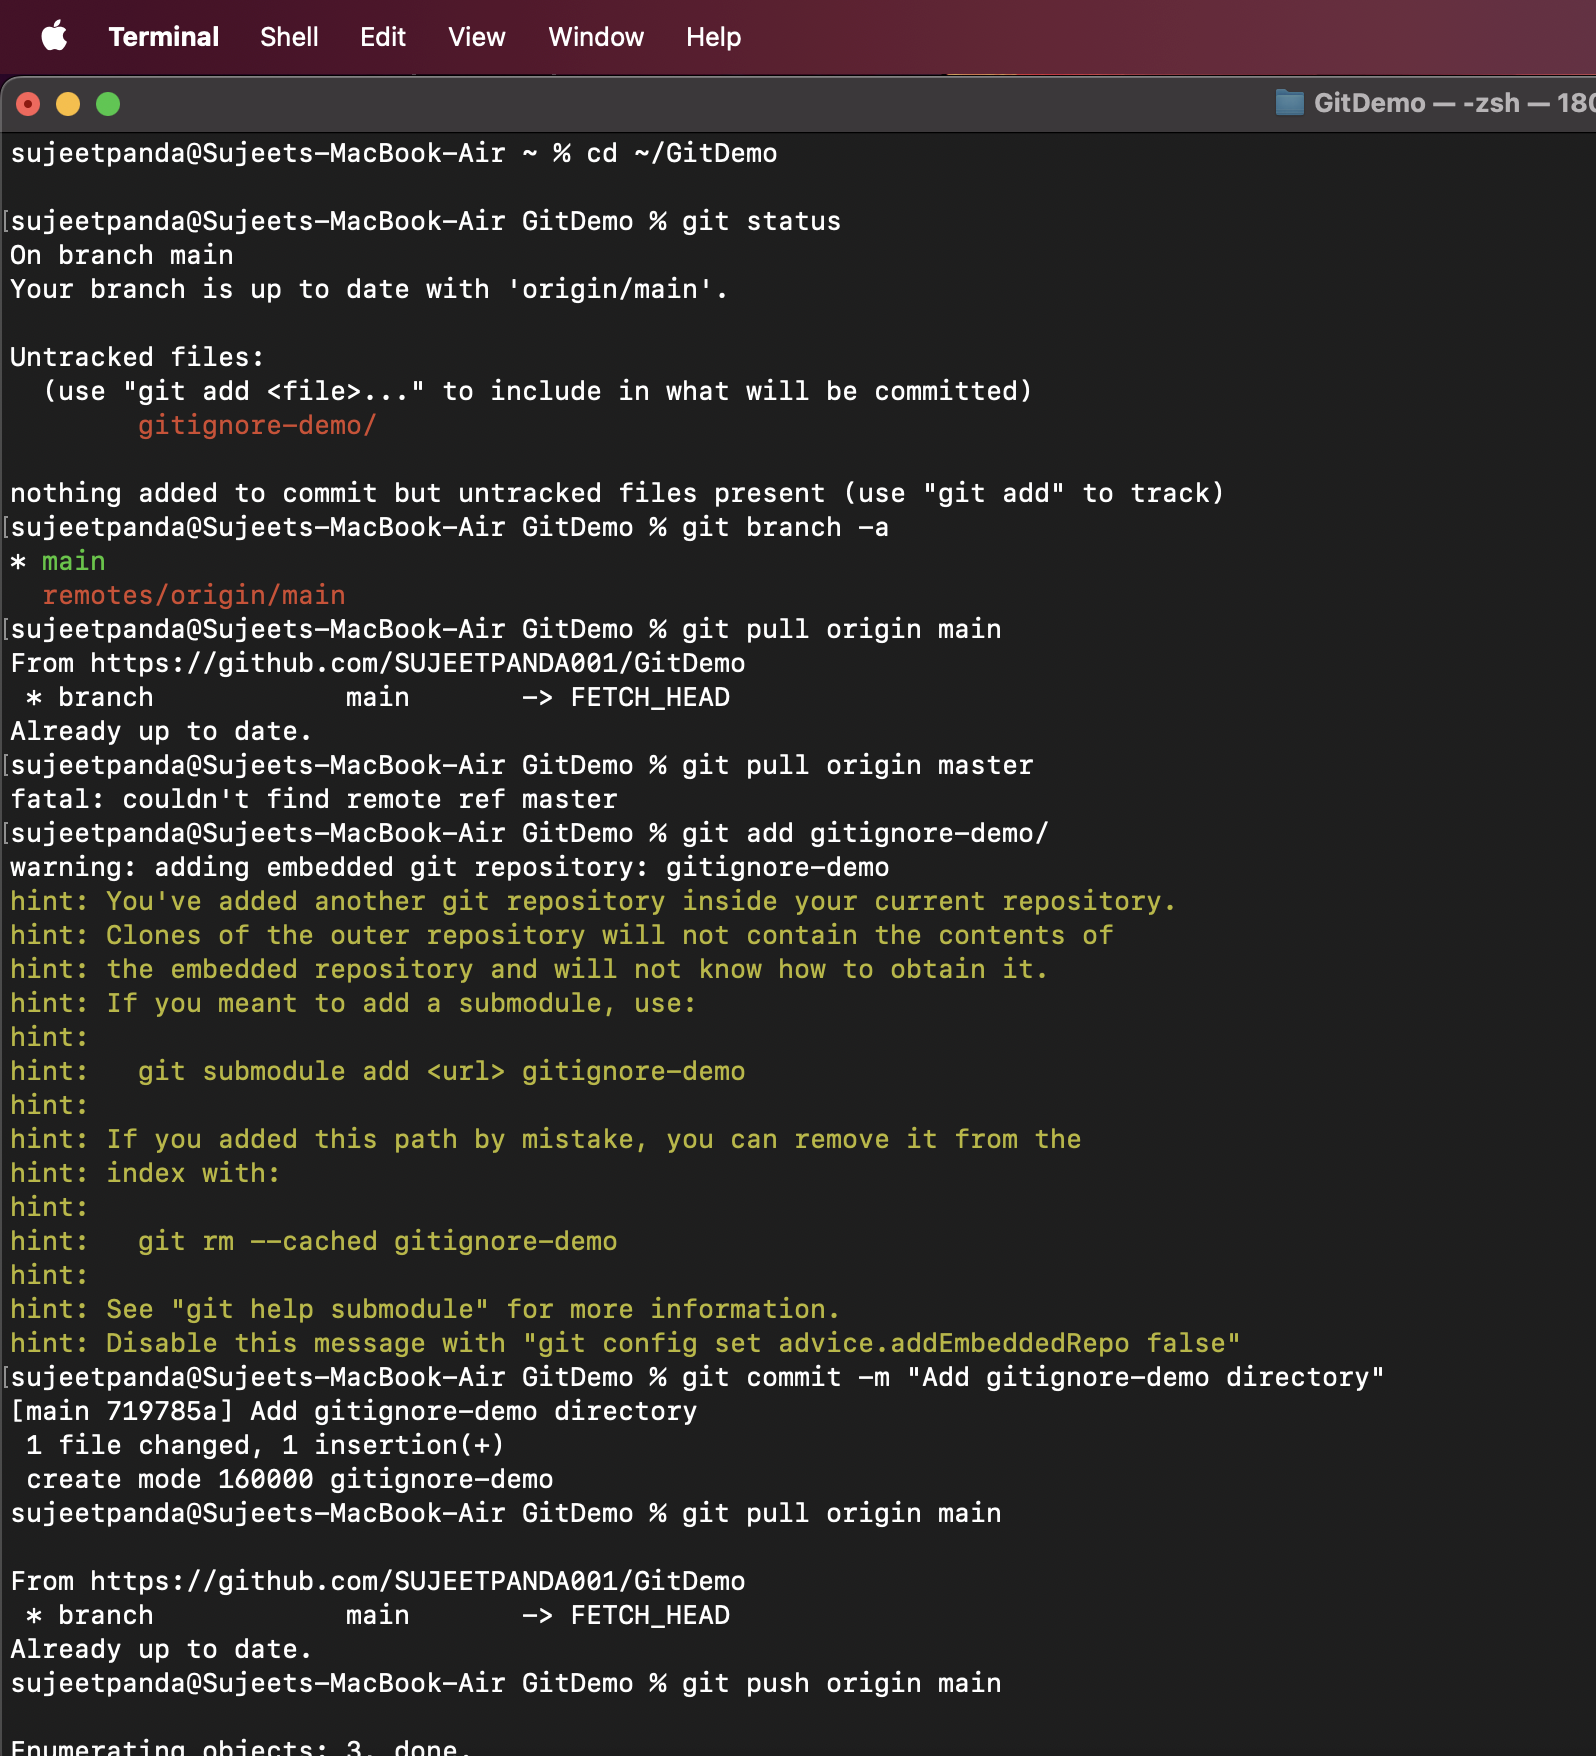 Terminal Shell Edit View Window Help
GitDemo — -zsh — 180
sujeetpanda@Sujeets-MacBook-Air ~ % cd ~/GitDemo
[sujeetpanda@Sujeets-MacBook-Air GitDemo % git status
On branch main
Your branch is up to date with 'origin/main'.
Untracked files:
  (use "git add <file>..." to include in what will be committed)
        gitignore-demo/
nothing added to commit but untracked files present (use "git add" to track)
[sujeetpanda@Sujeets-MacBook-Air GitDemo % git branch -a
* main
  remotes/origin/main
[sujeetpanda@Sujeets-MacBook-Air GitDemo % git pull origin main
From https://github.com/SUJEETPANDA001/GitDemo
 * branch            main       -> FETCH_HEAD
Already up to date.
[sujeetpanda@Sujeets-MacBook-Air GitDemo % git pull origin master
fatal: couldn't find remote ref master
[sujeetpanda@Sujeets-MacBook-Air GitDemo % git add gitignore-demo/
warning: adding embedded git repository: gitignore-demo
hint: You've added another git repository inside your current repository.
hint: Clones of the outer repository will not contain the contents of
hint: the embedded repository and will not know how to obtain it.
hint: If you meant to add a submodule, use:
hint:
hint:   git submodule add <url> gitignore-demo
hint:
hint: If you added this path by mistake, you can remove it from the
hint: index with:
hint:
hint:   git rm --cached gitignore-demo
hint:
hint: See "git help submodule" for more information.
hint: Disable this message with "git config set advice.addEmbeddedRepo false"
[sujeetpanda@Sujeets-MacBook-Air GitDemo % git commit -m "Add gitignore-demo directory"
[main 719785a] Add gitignore-demo directory
 1 file changed, 1 insertion(+)
 create mode 160000 gitignore-demo
sujeetpanda@Sujeets-MacBook-Air GitDemo % git pull origin main
From https://github.com/SUJEETPANDA001/GitDemo
 * branch            main       -> FETCH_HEAD
Already up to date.
sujeetpanda@Sujeets-MacBook-Air GitDemo % git push origin main
Enumerating objects: 3, done.